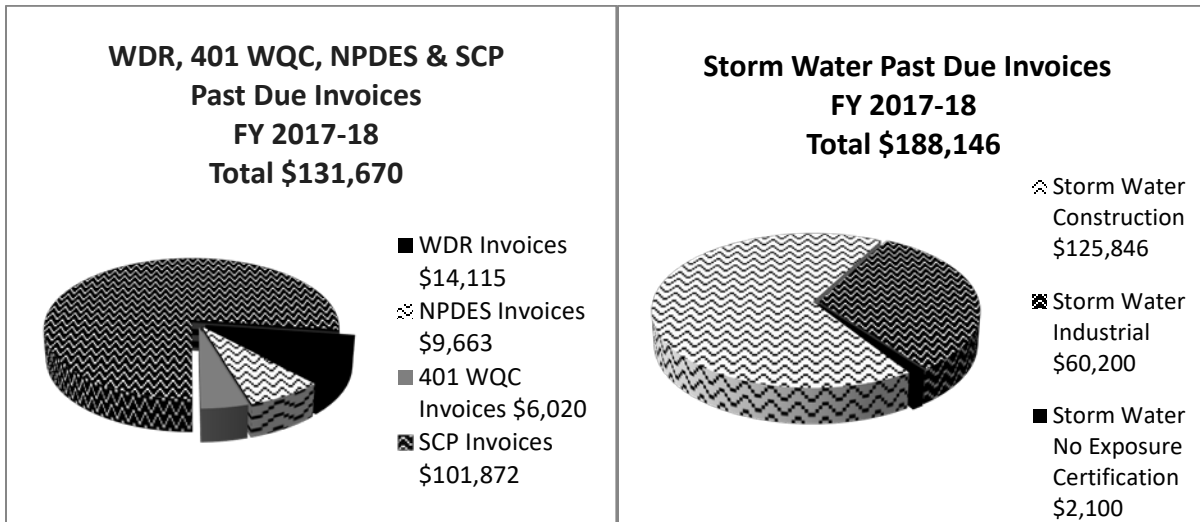 WDR, 401 WQC, NPDES & SCP
Past Due Invoices
FY 2017-18
Total $131,670
WDR Invoices
$14,115
NPDES Invoices
$9,663
401 WQC
Invoices $6,020
SCP Invoices
$101,872
Storm Water Past Due Invoices
FY 2017-18
Total $188,146
Storm Water
Construction
$125,846
Storm Water
Industrial
$60,200
Storm Water
No Exposure
Certification
$2,100